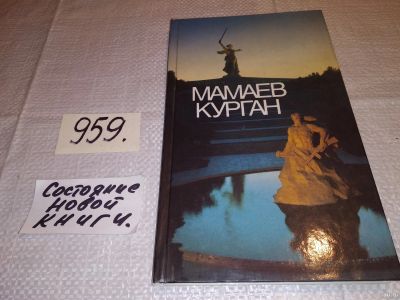 МАМАЕВ
КУРГАН
959.
Состояние
новой
книги.